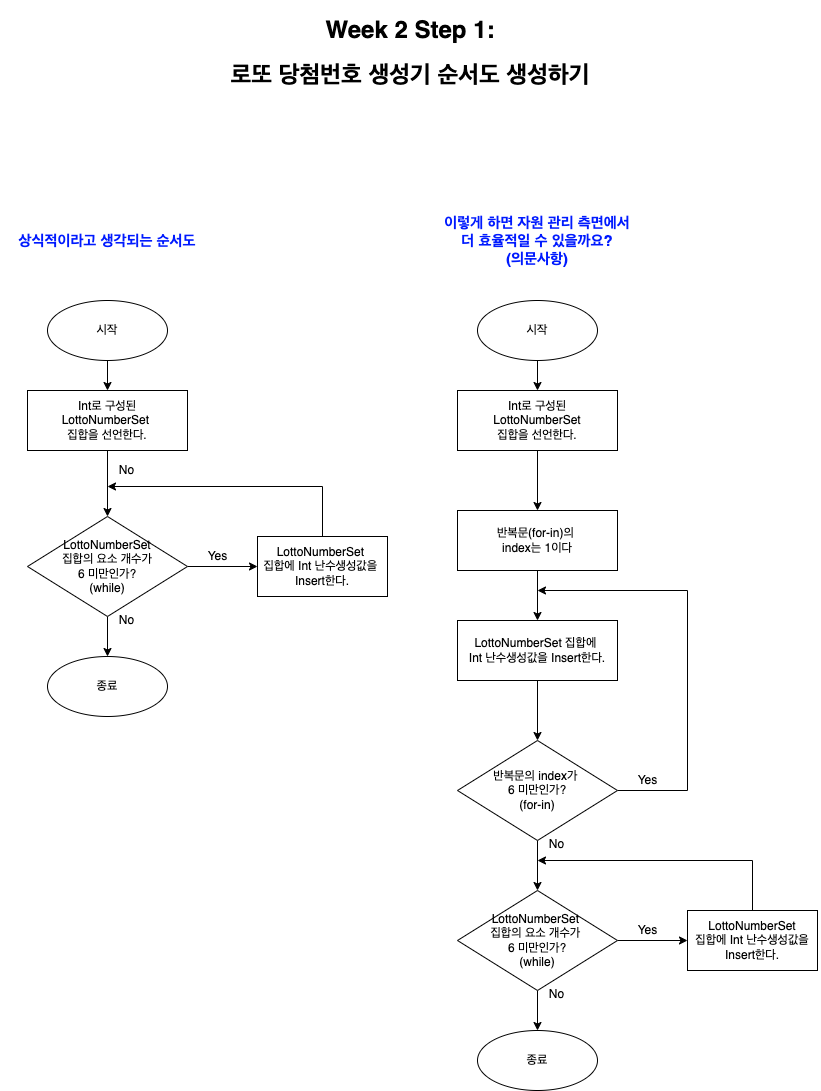 Week 2 Step 1:
로또 당첨번호 생성기 순서도 생성하기
상식적이라고 생각되는 순서도
시작
Int로 구성된
LottoNumberSet
집합을 선언한다.
No
LottoNumberSet
집합의 요소 개수가
6 미만인가?
(while)
Yes
LottoNumberSet
집합에 Int 난수생성값을
Insert한다.
No
종료
이렇게 하면 자원 관리 측면에서
더 효율적일 수 있을까요?
(의문사항)
시작
Int로 구성된
LottoNumberSet
집합을 선언한다.
반복문(for-in)의
index는 1이다
LottoNumberSet 집합에
Int 난수생성값을 Insert한다.
반복문의 index가
6 미만인가?
(for-in)
Yes
No
LottoNumberSet
집합의 요소 개수가
6 미만인가?
(while)
Yes
LottoNumberSet
집합에 Int 난수생성값을
Insert한다.
No
종료